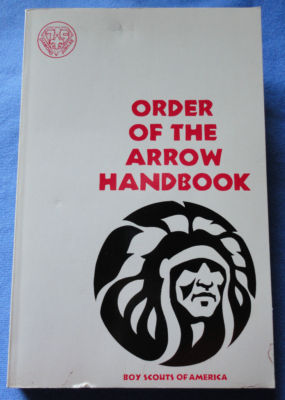 ORDER
OF THE
ARROW
HANDBOOK
BOY SCOUTS OF AMERICA